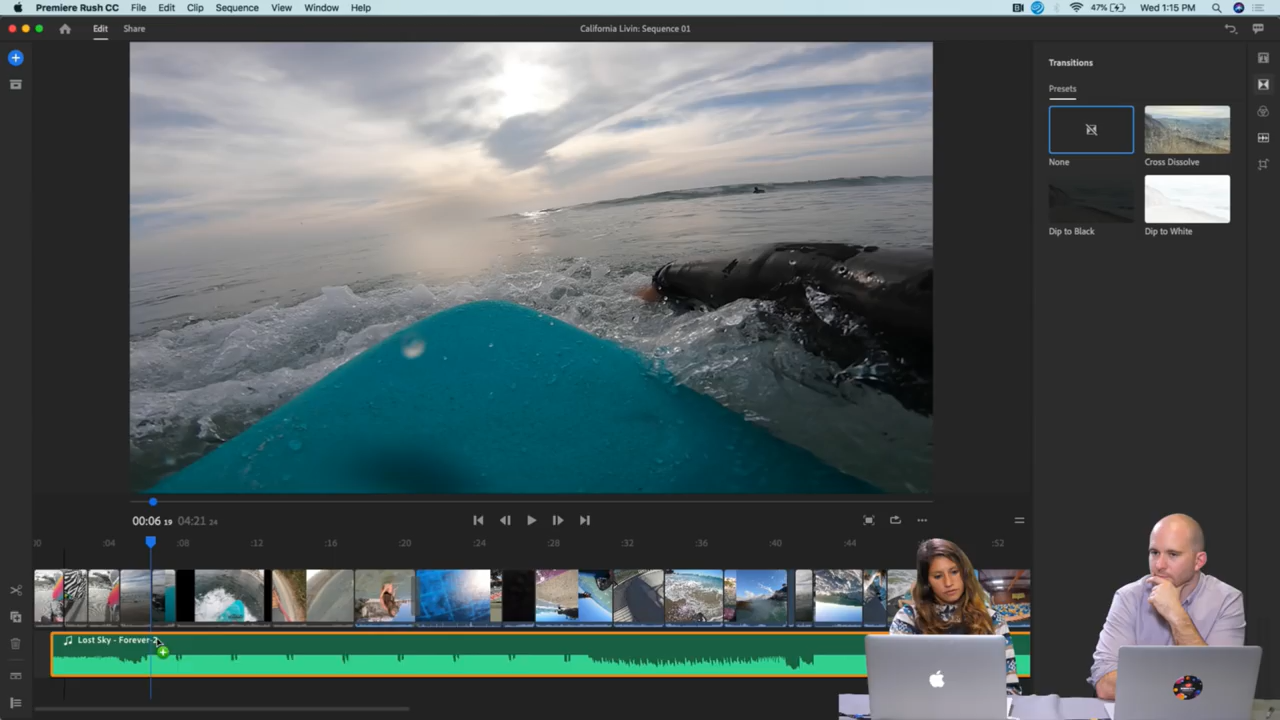 Premiere Rush CC File Edit Clip Sequence View Window Help 47% Wed 1:15 PM
Edit Share California Livin: Sequence 01
Transitions
Presets
None Cross Dissolve
Dip to Black Dip to White
00:06 19 04:21 24
:00 :04 :08 :12 :16 :20 :24 :28 :32 :36 :40 :44 :52
Lost Sky - Forever-2